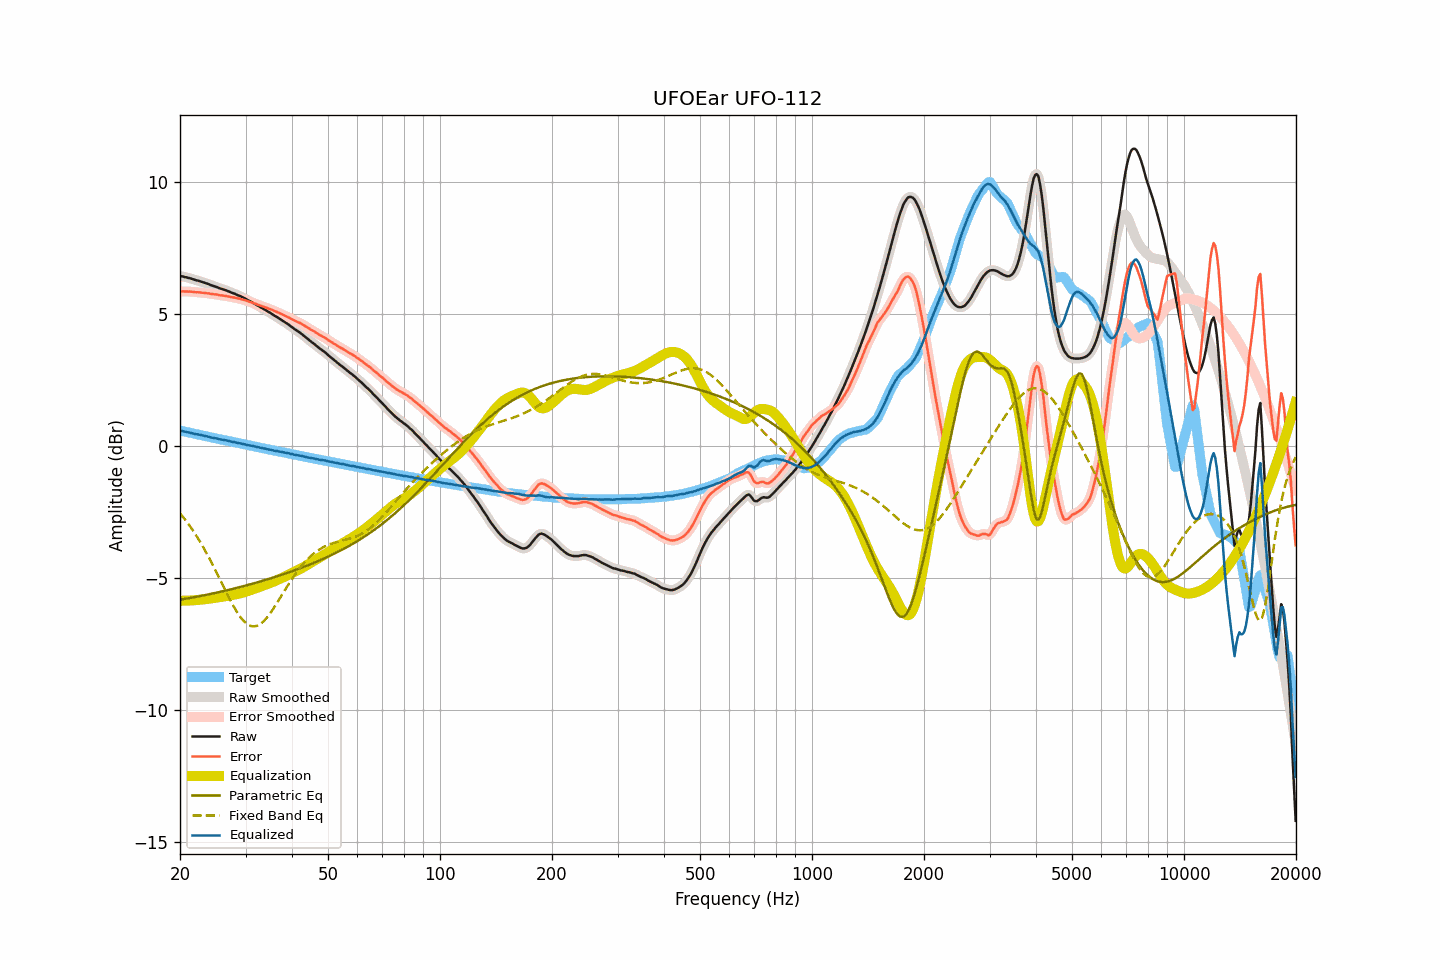 UFOEar UFO-112
Amplitude (dBr)
10
5
0
−5
−10
−15
Target
Raw Smoothed
Error Smoothed
Raw
Error
Equalization
Parametric Eq
Fixed Band Eq
Equalized
20 50 100 200 500 1000 2000 5000 10000 20000
Frequency (Hz)